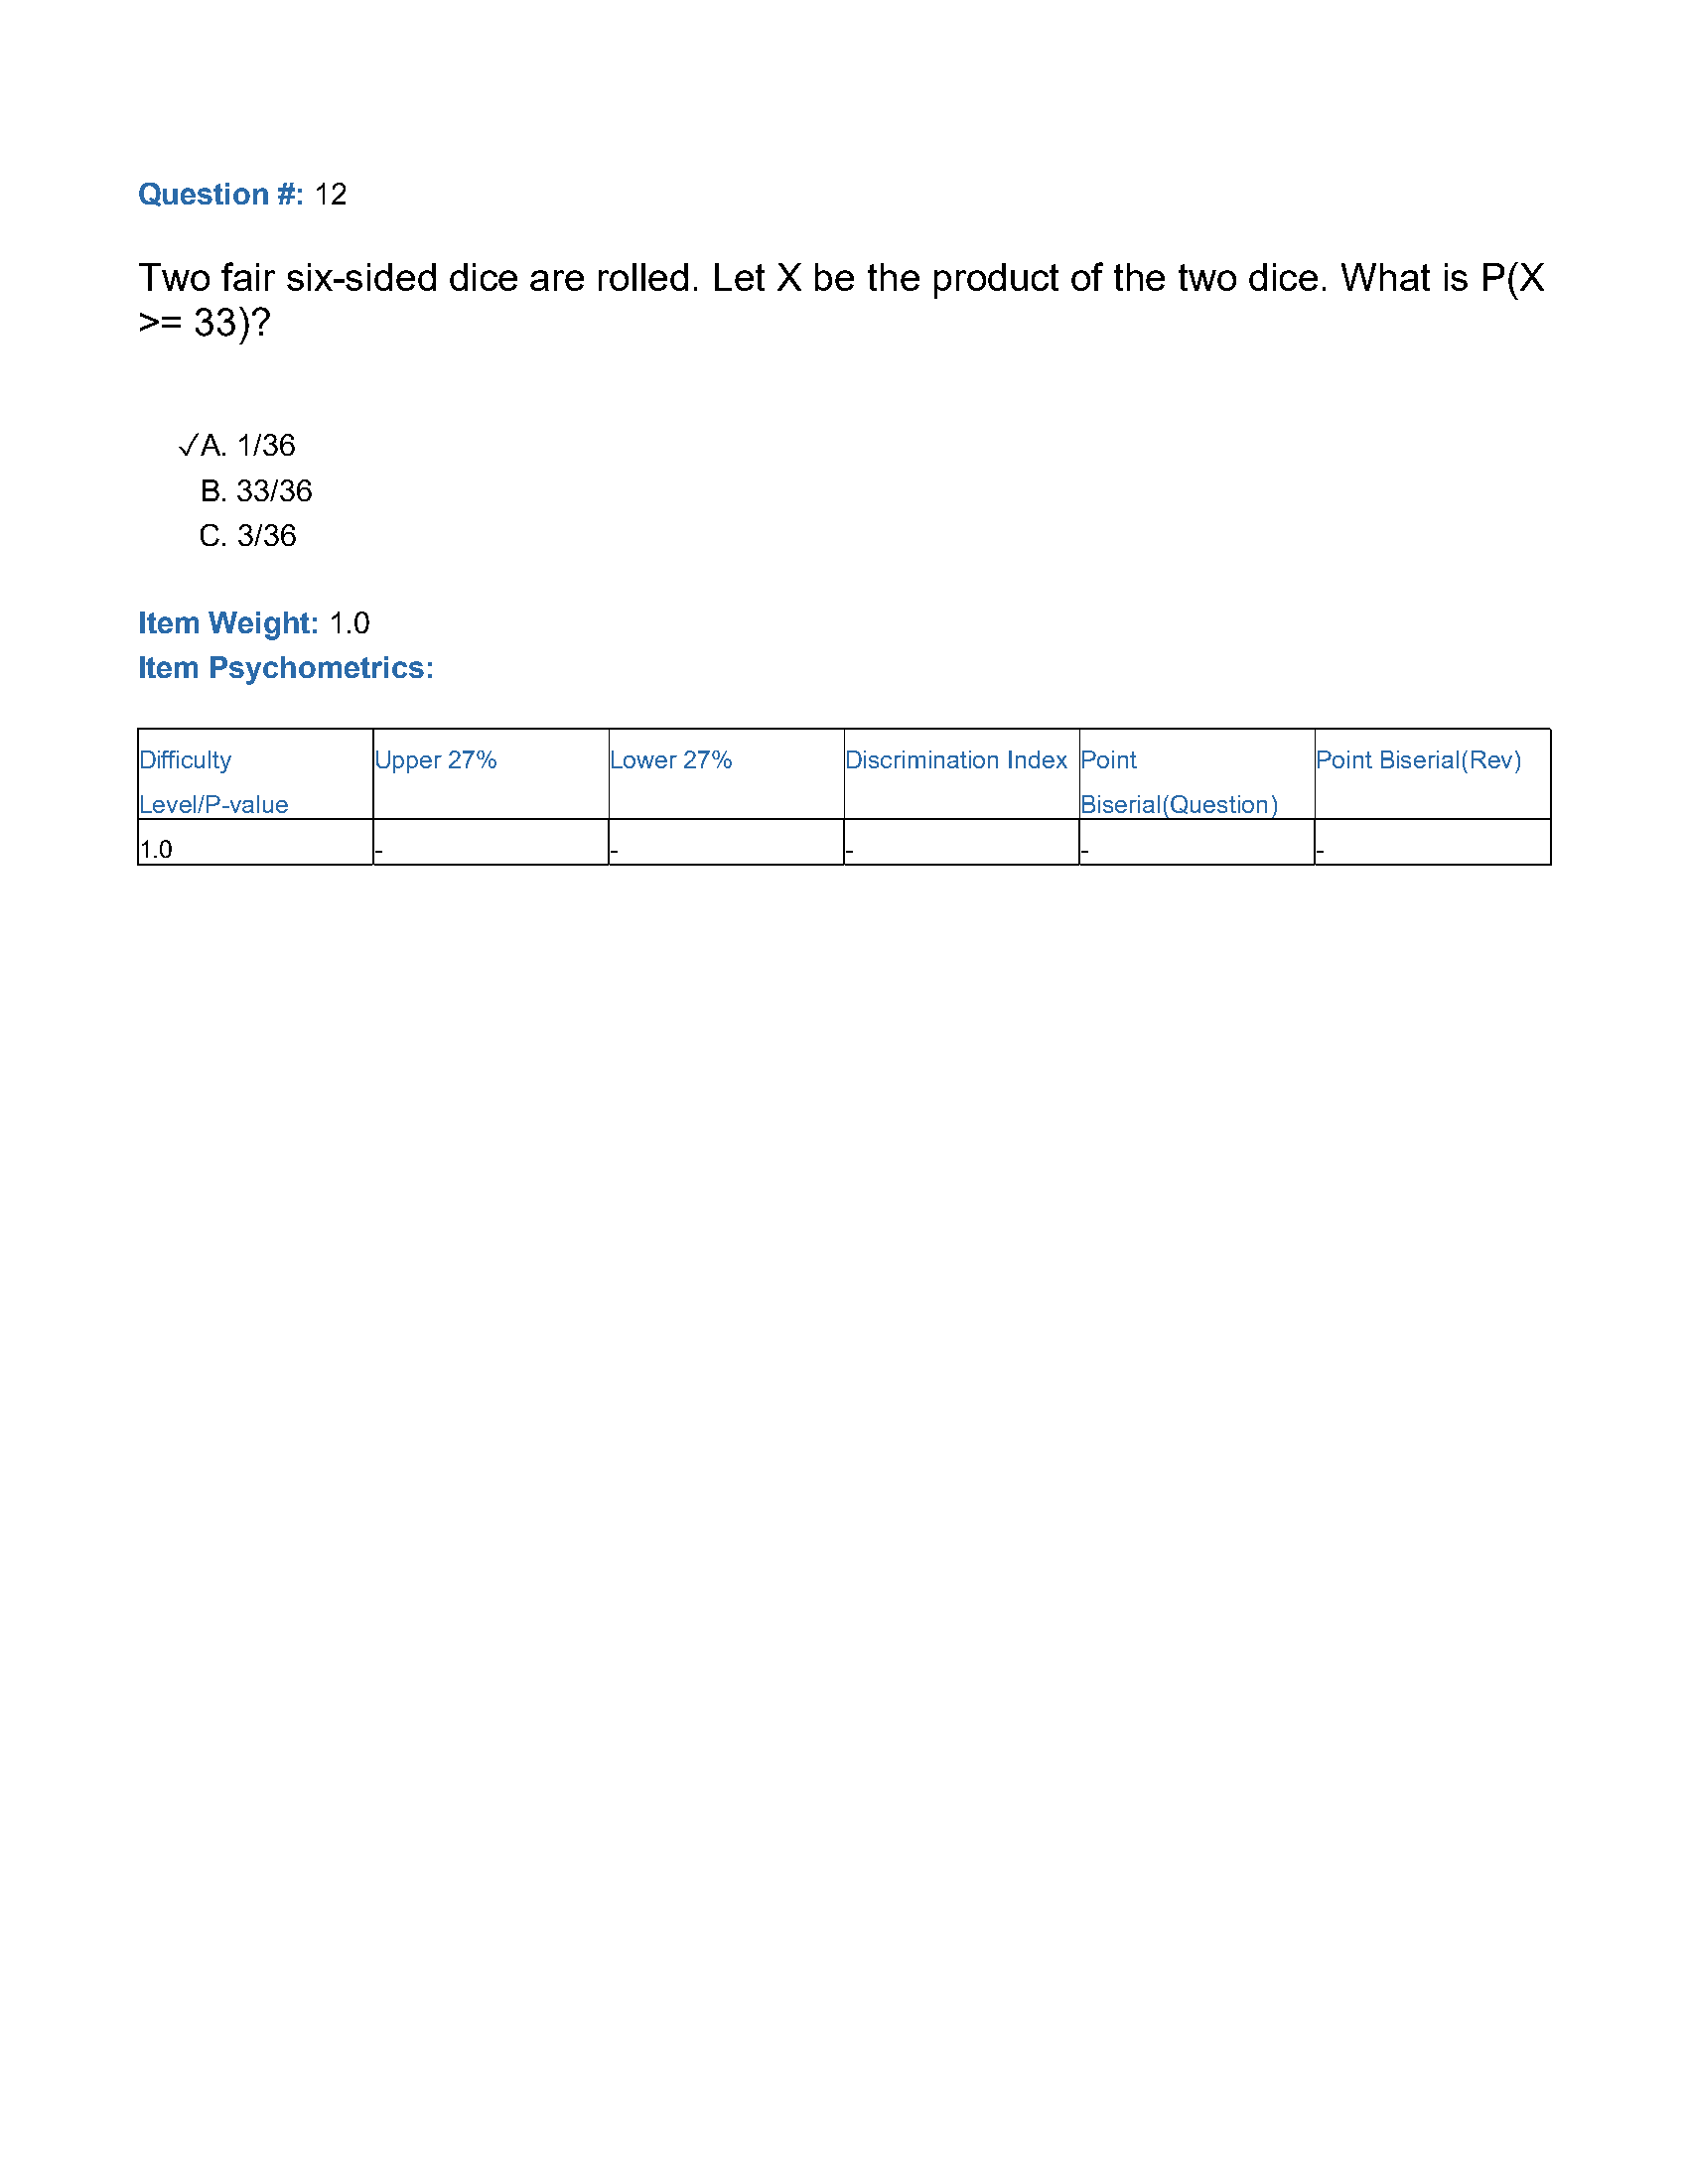 Question #: 12
Two fair six-sided dice are rolled. Let X be the product of the two dice. What is P(X
>= 33)?
✓A. 1/36
B. 33/36
C. 3/36
Item Weight: 1.0
Item Psychometrics:
Difficulty Level/P-value Upper 27% Lower 27% Discrimination Index Point Biserial(Question) Point Biserial(Rev)
1.0 - - - - -